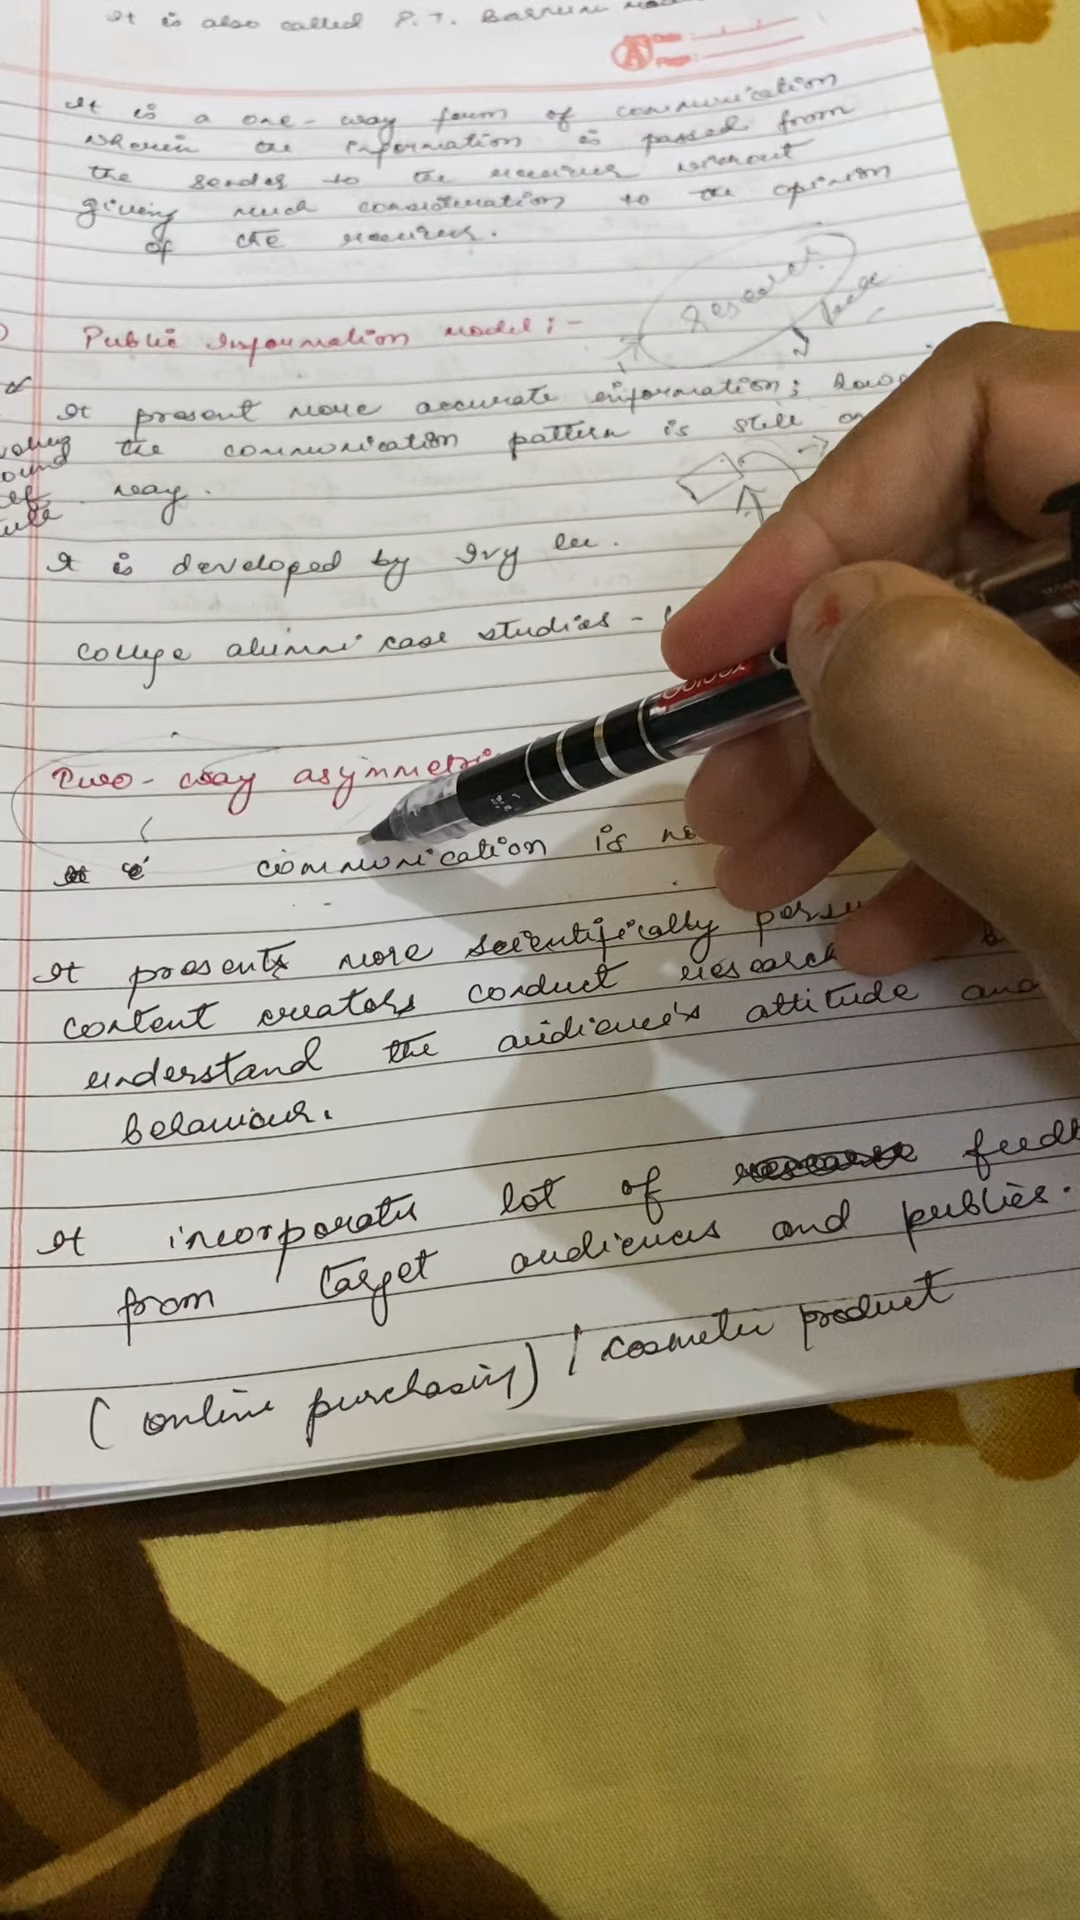 It is also called P.T. Barnum
Date :
Page :
It is a one-way form of communication
wherein the information is passed from
the sender to the receiver without
giving much consideration to the opinion
of the receiver.
Research
Public Information model :-
It present more accurate information;
the communication pattern is still
way.
It is developed by Ivy lee.
College alumni case studies -
Two-way asymmetri
communication is
It presents more scientifically
content creators conduct research
understand the audience's attitude and
behaviour.
It incorporates lot of
from target audiences and publics.
(online purchasing) / cosmetic product